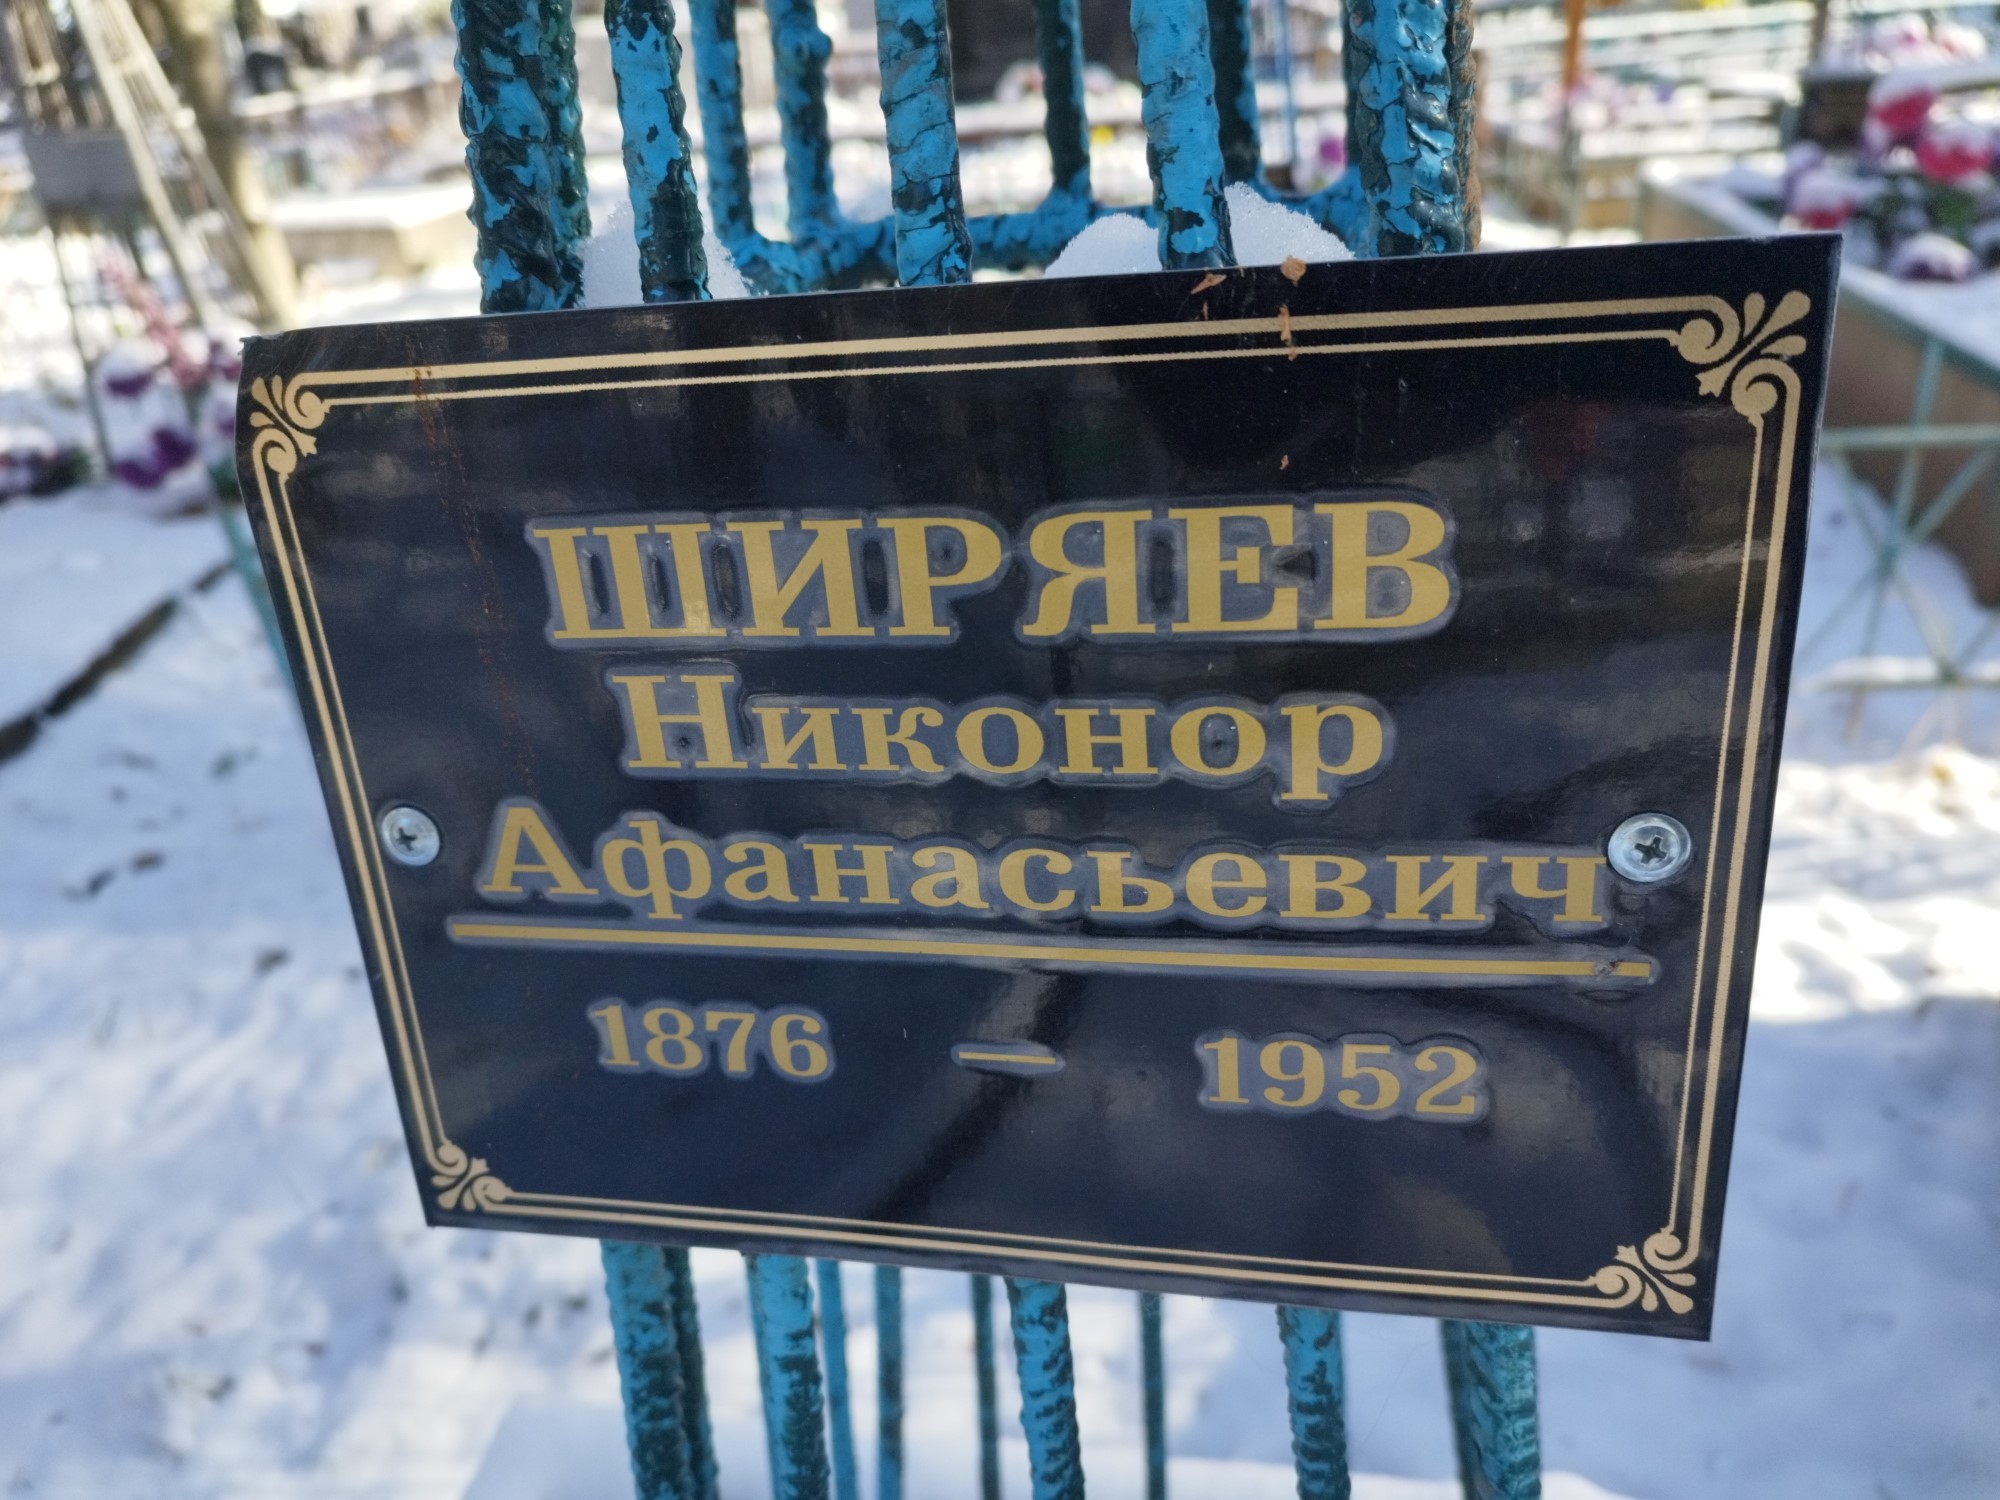 ШИРЯЕВ
Никонор
Афанасьевич
1876 — 1952